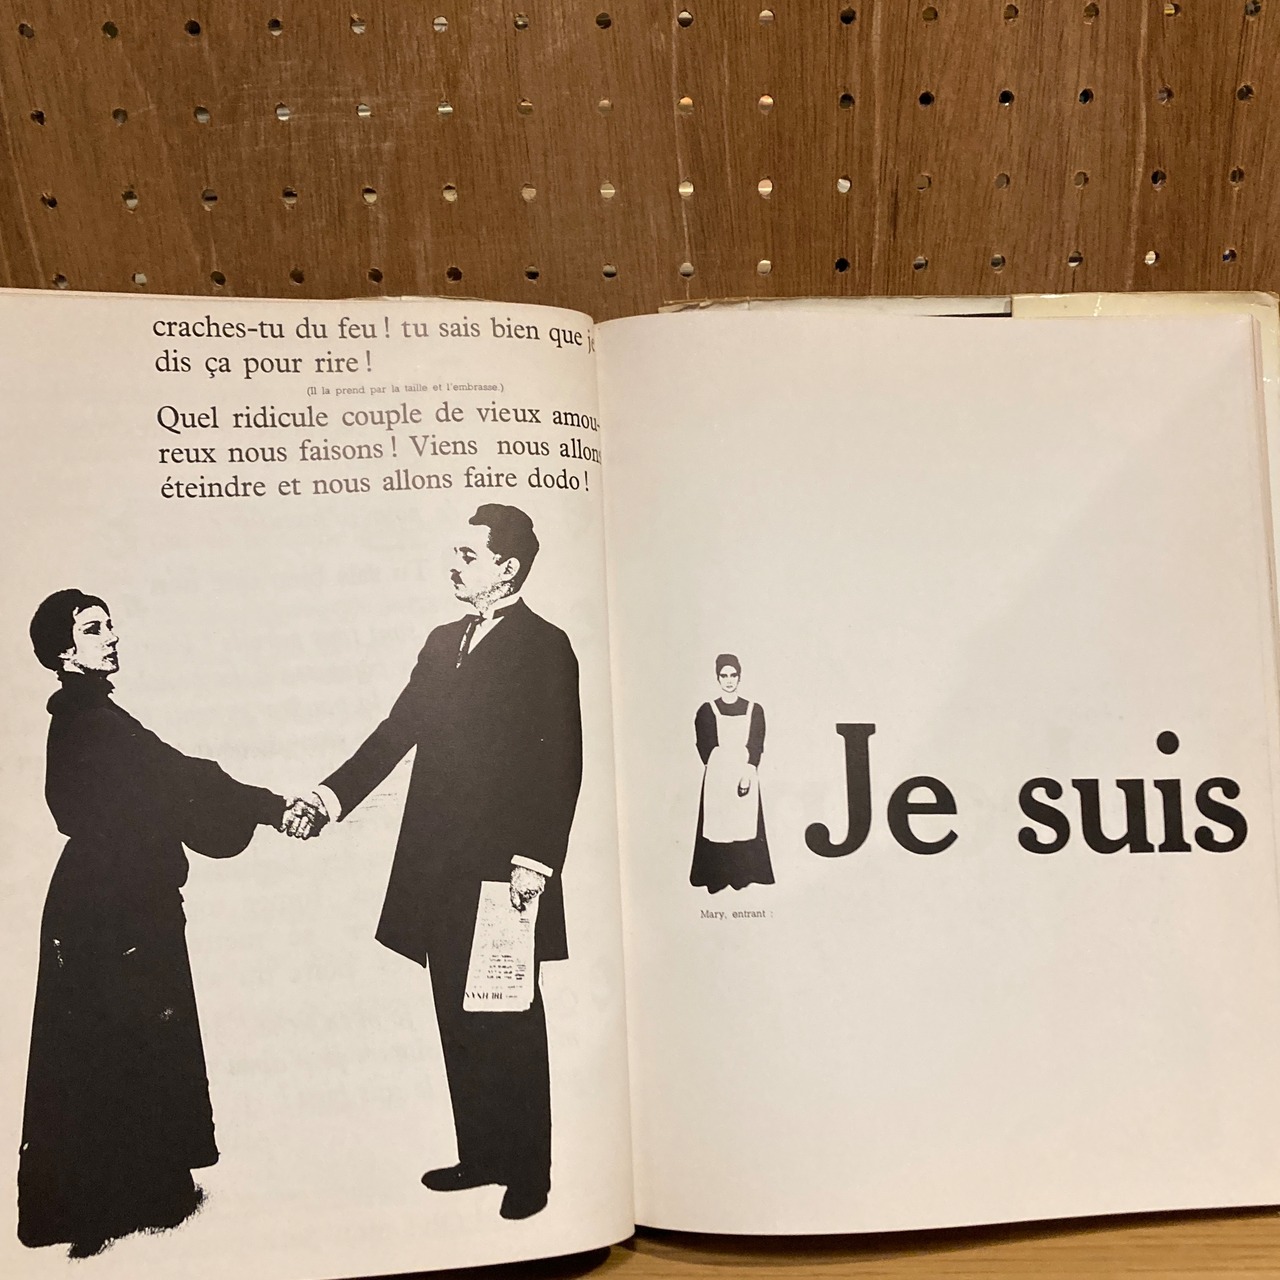 craches-tu du feu ! tu sais bien que je
dis ça pour rire !
(Il la prend par la taille et l'embrasse.)
Quel ridicule couple de vieux amou-
reux nous faisons ! Viens nous allons
éteindre et nous allons faire dodo !
Je suis
Mary, entrant :